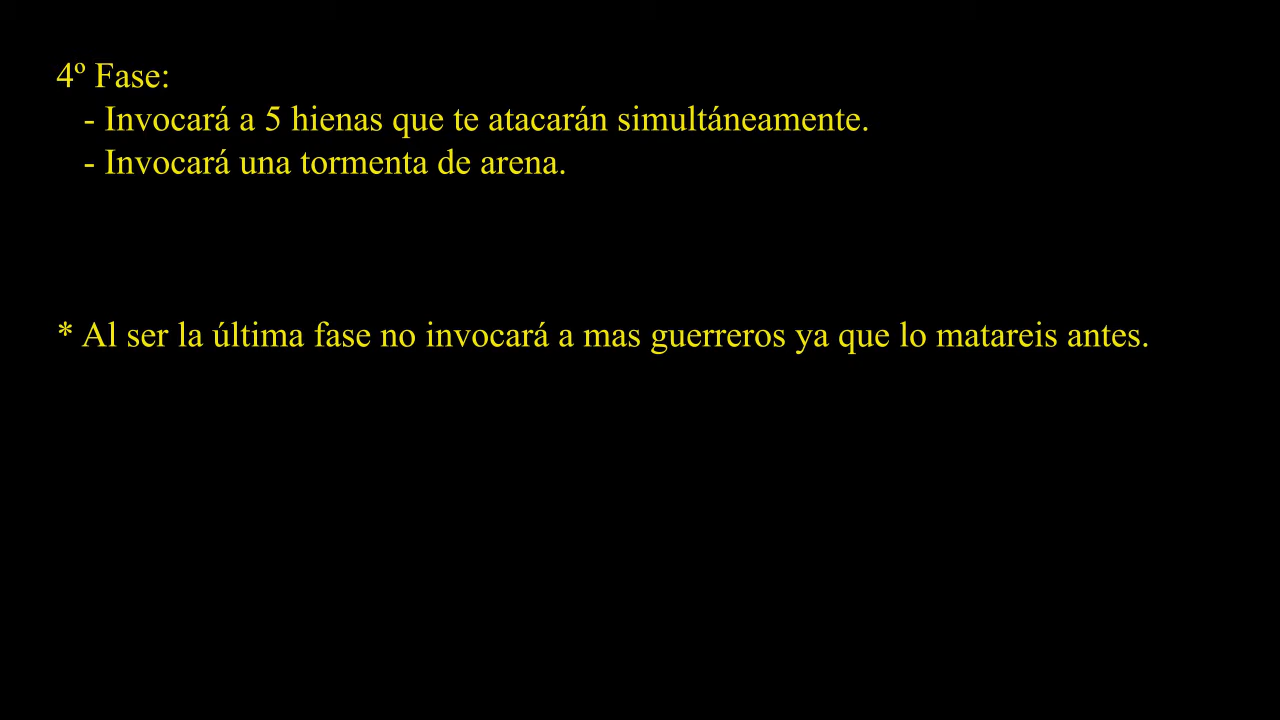 4º Fase:
- Invocará a 5 hienas que te atacarán simultáneamente.
- Invocará una tormenta de arena.
* Al ser la última fase no invocará a mas guerreros ya que lo matareis antes.